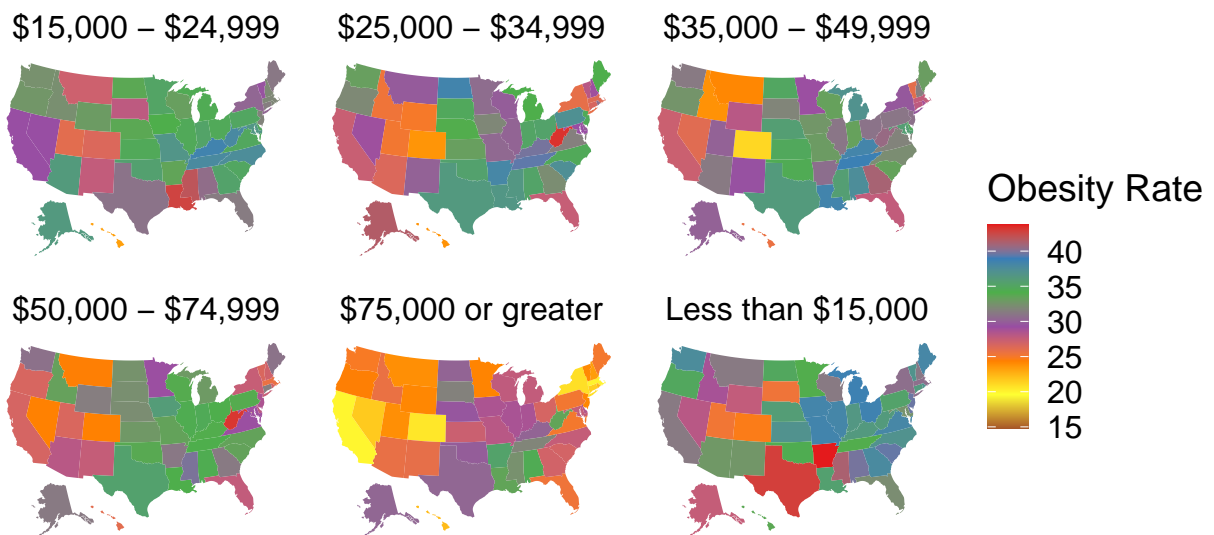 $15,000 – $24,999
$25,000 – $34,999
$35,000 – $49,999
$50,000 – $74,999
$75,000 or greater
Less than $15,000
Obesity Rate
40
35
30
25
20
15